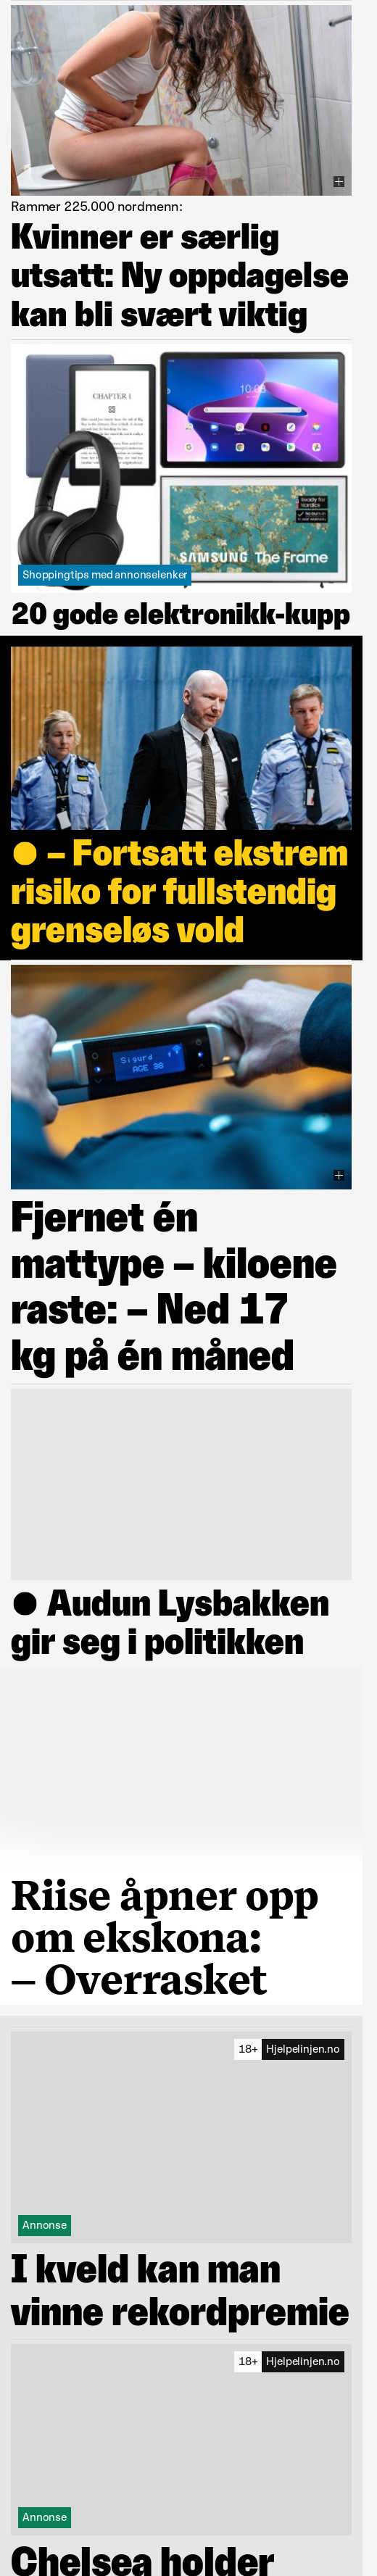 Rammer 225.000 nordmenn:
Kvinner er særlig
utsatt: Ny oppdagelse
kan bli svært viktig
CHAPTER 1
10:08
Ready for
Nordics
SAMSUNG The Frame
Shoppingtips med annonselenker
20 gode elektronikk-kupp
– Fortsatt ekstrem
risiko for fullstendig
grenseløs vold
Sigurd
AGE 98
Fjernet én
mattype – kiloene
raste: – Ned 17
kg på én måned
Audun Lysbakken
gir seg i politikken
Riise åpner opp
om ekskona:
– Overrasket
18+ Hjelpelinjen.no
Annonse
I kveld kan man
vinne rekordpremie
18+ Hjelpelinjen.no
Annonse
Chelsea holder